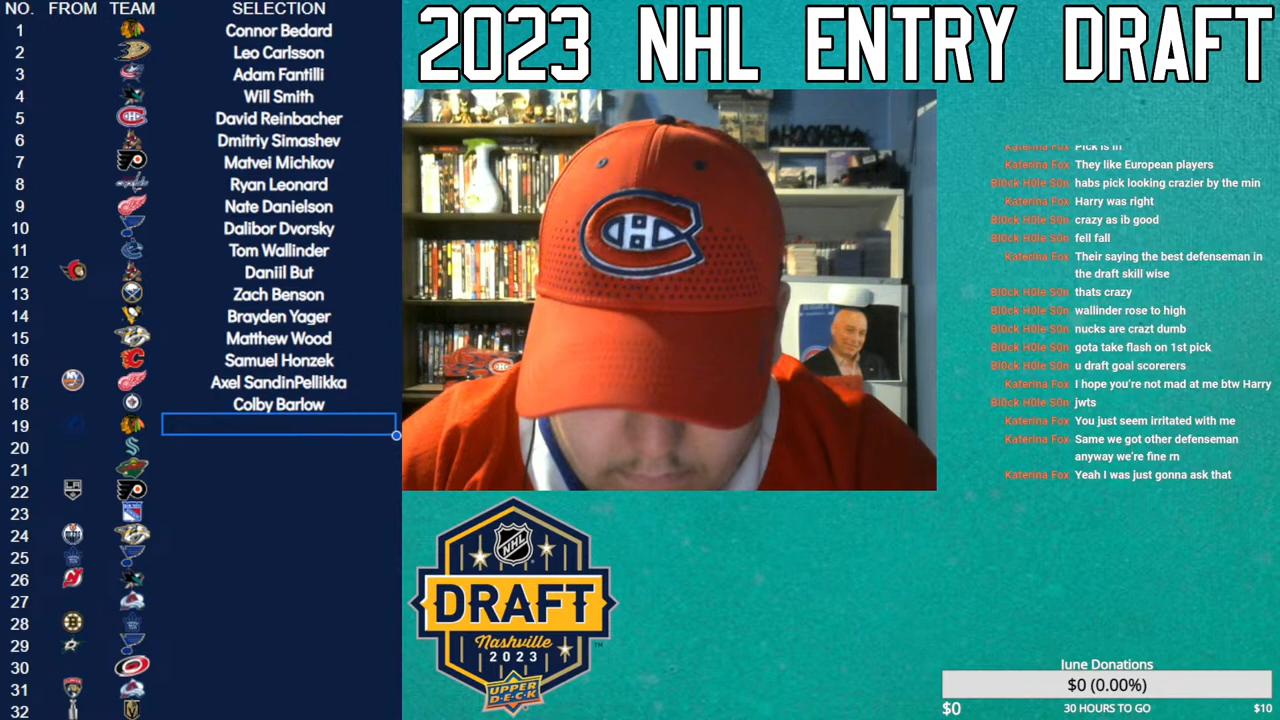 NO. FROM TEAM SELECTION
1 Connor Bedard
2 Leo Carlsson
3 Adam Fantilli
4 Will Smith
5 David Reinbacher
6 Dmitriy Simashev
7 Matvei Michkov
8 Ryan Leonard
9 Nate Danielson
10 Dalibor Dvorsky
11 Tom Wallinder
12 Daniil But
13 Zach Benson
14 Brayden Yager
15 Matthew Wood
16 Samuel Honzek
17 Axel SandinPellikka
18 Colby Barlow
19
20
21
22
23
24
25
26
27
28
29
30
31
32
2023 NHL ENTRY DRAFT
Katerina Fox Pick is in
Katerina Fox They like European players
Bl0ck H0le S0n habs pick looking crazier by the min
Katerina Fox Harry was right
Bl0ck H0le S0n crazy as ib good
Bl0ck H0le S0n fell fall
Katerina Fox Their saying the best defenseman in
the draft skill wise
Bl0ck H0le S0n thats crazy
Bl0ck H0le S0n wallinder rose to high
Bl0ck H0le S0n nucks are crazt dumb
Bl0ck H0le S0n gota take flash on 1st pick
Bl0ck H0le S0n u draft goal scorerers
Katerina Fox I hope you're not mad at me btw Harry
Bl0ck H0le S0n jwts
Katerina Fox You just seem irritated with me
Katerina Fox Same we got other defenseman
anyway we're fine rn
Katerina Fox Yeah I was just gonna ask that
NHL
DRAFT
Nashville
2023
UPPER
DECK
June Donations
$0 (0.00%)
$0 30 HOURS TO GO $10